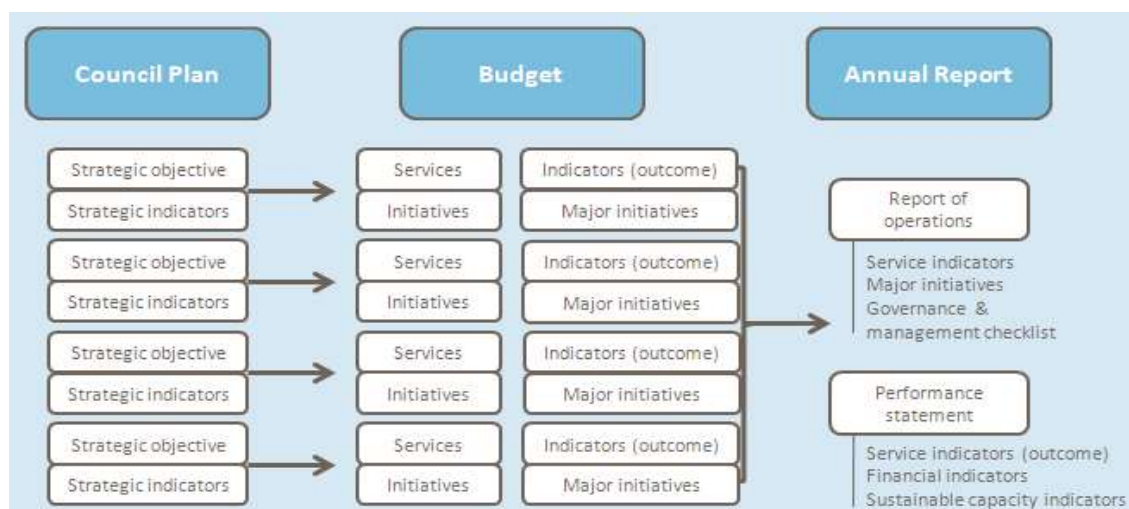 Council Plan
Budget
Annual Report
Strategic objective
Strategic indicators
Services
Initiatives
Indicators (outcome)
Major initiatives
Strategic objective
Strategic indicators
Services
Initiatives
Indicators (outcome)
Major initiatives
Strategic objective
Strategic indicators
Services
Initiatives
Indicators (outcome)
Major initiatives
Strategic objective
Strategic indicators
Services
Initiatives
Indicators (outcome)
Major initiatives
Report of
operations
Service indicators
Major initiatives
Governance &
management checklist
Performance
statement
Service indicators (outcome)
Financial indicators
Sustainable capacity indicators